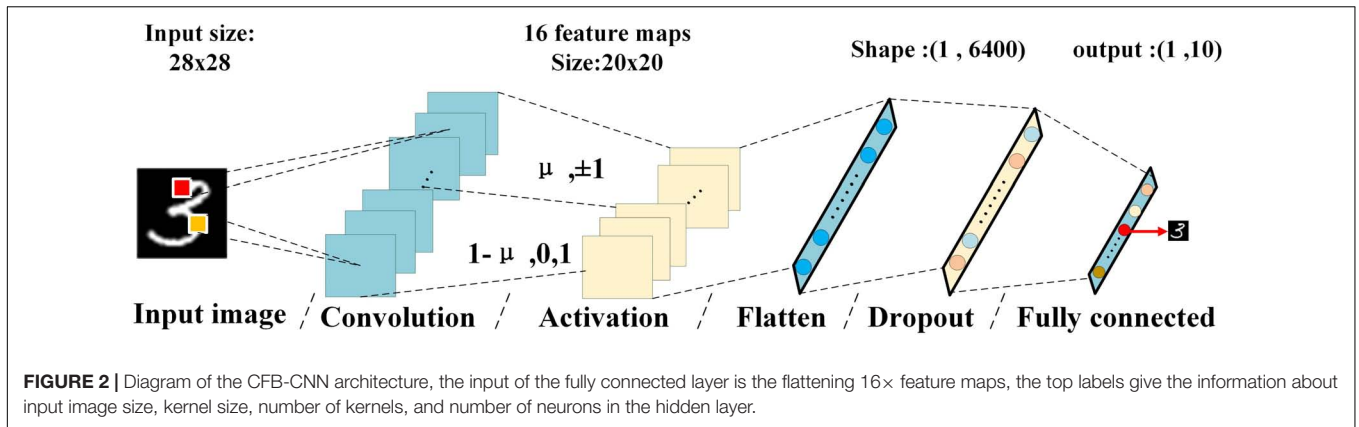 Input size:
28x28
16 feature maps
Size:20x20
Shape :(1 , 6400)
output :(1 ,10)
μ ,±1
1- μ ,0,1
Input image / Convolution / Activation / Flatten / Dropout / Fully connected
FIGURE 2 | Diagram of the CFB-CNN architecture, the input of the fully connected layer is the flattening 16× feature maps, the top labels give the information about
input image size, kernel size, number of kernels, and number of neurons in the hidden layer.